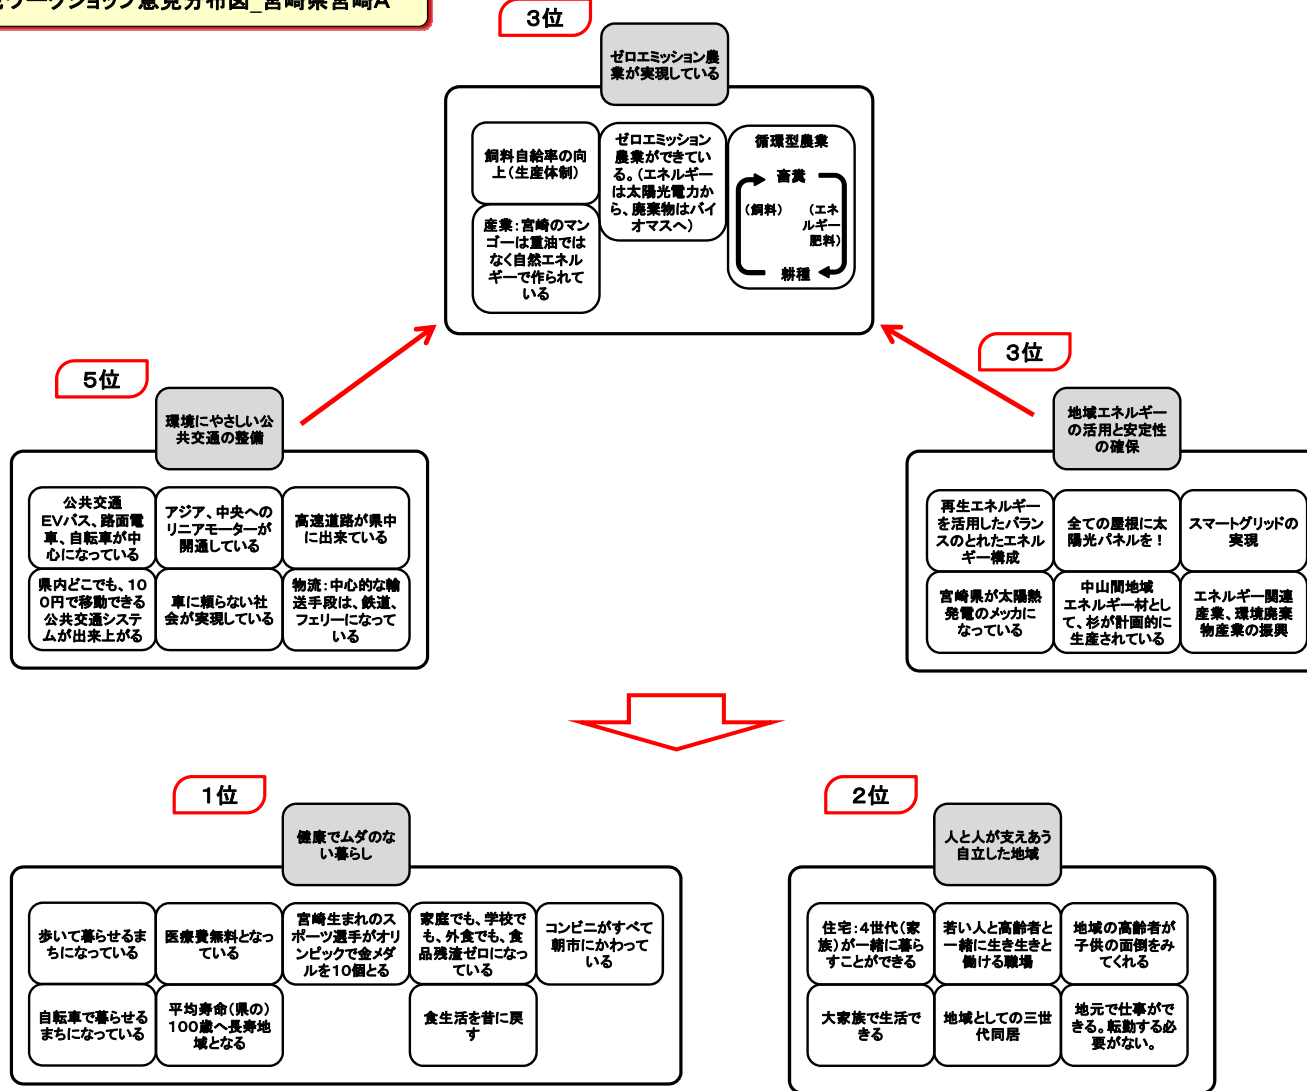 ワークショップ意見分布図_宮崎県宮崎A
3位
ゼロエミッション農
業が実現している
飼料自給率の向
上(生産体制)
ゼロエミッション
農業ができてい
る。(エネルギー
は太陽光電力か
ら、廃棄物はバイ
オマスへ)
循環型農業
畜糞
(飼料)
(エネ
ルギー
肥料)
耕種
産業:宮崎のマン
ゴーは重油では
なく自然エネル
ギーで作られて
いる
5位
環境にやさしい公
共交通の整備
公共交通
EVバス、路面電
車、自転車が中
心になっている
アジア、中央への
リニアモーターが
開通している
高速道路が県中
に出来ている
県内どこでも、10
0円で移動できる
公共交通システ
ムが出来上がる
車に頼らない社
会が実現している
物流:中心的な輸
送手段は、鉄道、
フェリーになって
いる
3位
地域エネルギー
の活用と安定性
の確保
再生エネルギー
を活用したバラン
スのとれたエネル
ギー構成
全ての屋根に太
陽光パネルを!
スマートグリッドの
実現
宮崎県が太陽熱
発電のメッカに
なっている
中山間地域
エネルギー材とし
て、杉が計画的に
生産されている
エネルギー関連
産業、環境廃棄
物産業の振興
1位
健康でムダのな
い暮らし
歩いて暮らせるま
ちになっている
医療費無料となっ
ている
宮崎生まれのス
ポーツ選手がオリ
ンピックで金メダ
ルを10個とる
家庭でも、学校で
も、外食でも、食
品残渣ゼロになっ
ている
コンビニがすべて
朝市にかわって
いる
自転車で暮らせる
まちになっている
平均寿命(県の)
100歳へ長寿地
域となる
食生活を昔に戻
す
2位
人と人が支えあう
自立した地域
住宅:4世代(家
族)が一緒に暮ら
すことができる
若い人と高齢者と
一緒に生き生きと
働ける職場
地域の高齢者が
子供の面倒をみ
てくれる
大家族で生活で
きる
地域としての三世
代同居
地元で仕事がで
きる。転勤する必
要がない。